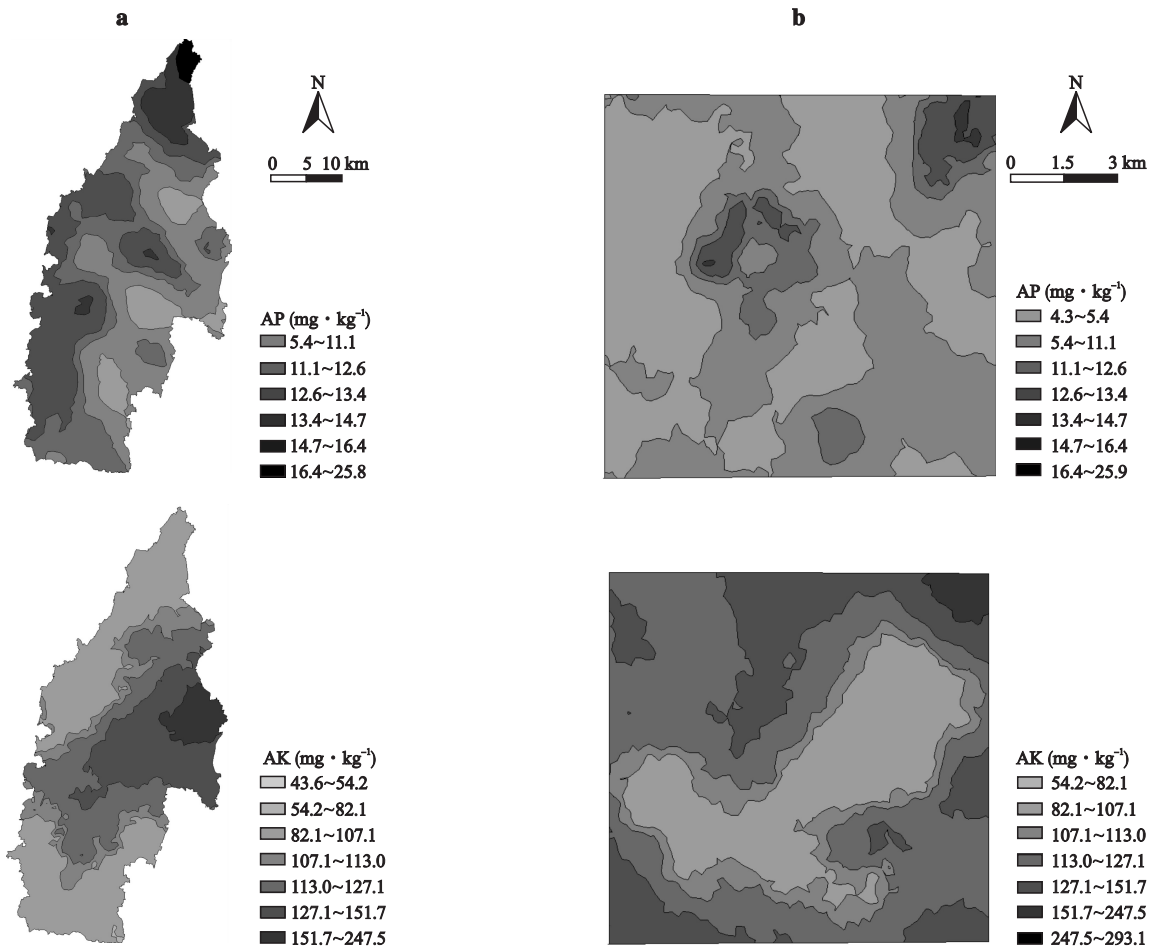 a
b
N
0 5 10 km
N
0 1.5 3 km
AP (mg · kg⁻¹)
5.4~11.1
11.1~12.6
12.6~13.4
13.4~14.7
14.7~16.4
16.4~25.8
AP (mg · kg⁻¹)
4.3~5.4
5.4~11.1
11.1~12.6
12.6~13.4
13.4~14.7
14.7~16.4
16.4~25.9
AK (mg · kg⁻¹)
43.6~54.2
54.2~82.1
82.1~107.1
107.1~113.0
113.0~127.1
127.1~151.7
151.7~247.5
AK (mg · kg⁻¹)
54.2~82.1
82.1~107.1
107.1~113.0
113.0~127.1
127.1~151.7
151.7~247.5
247.5~293.1